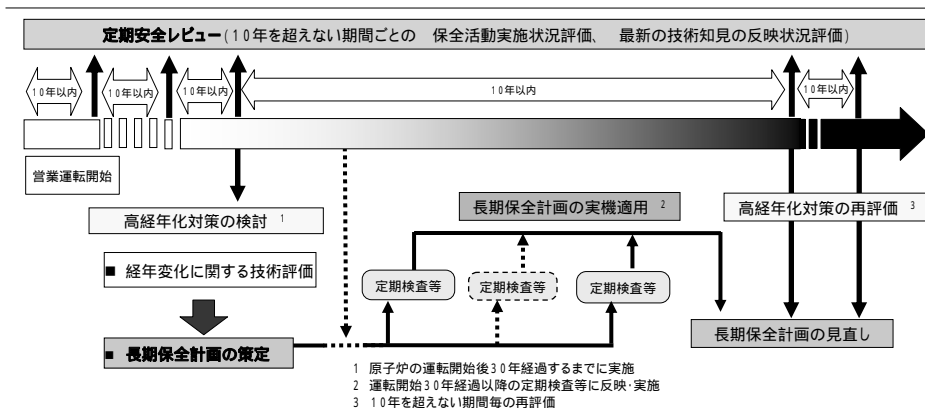 定期安全レビュー(10年を超えない期間ごとの 保全活動実施状況評価、 最新の技術知見の反映状況評価)
10年以内
10年以内
10年以内
10年以内
10年以内
営業運転開始
高経年化対策の検討 1
■ 経年変化に関する技術評価
■ 長期保全計画の策定
長期保全計画の実機適用 2
定期検査等
定期検査等
定期検査等
高経年化対策の再評価 3
長期保全計画の見直し
1 原子炉の運転開始後30年経過するまでに実施
2 運転開始30年経過以降の定期検査等に反映・実施
3 10年を超えない期間毎の再評価